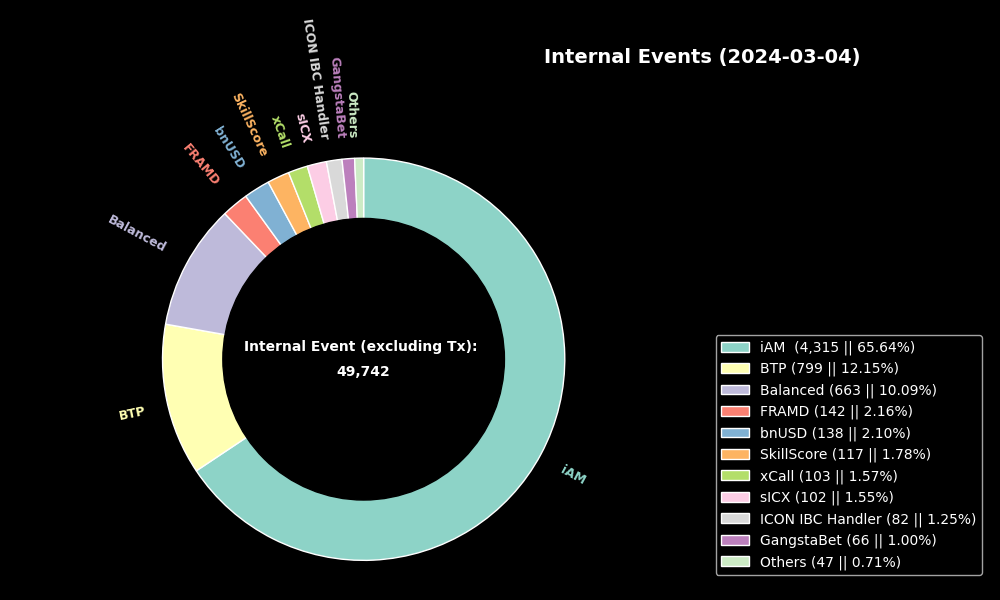 Internal Events (2024-03-04)
ICON IBC Handler
GangstaBet
Others
SkillScore
xCall
sICX
bnUSD
FRAMD
Balanced
BTP
iAM
Internal Event (excluding Tx):
49,742
iAM  (4,315 || 65.64%)
BTP (799 || 12.15%)
Balanced (663 || 10.09%)
FRAMD (142 || 2.16%)
bnUSD (138 || 2.10%)
SkillScore (117 || 1.78%)
xCall (103 || 1.57%)
sICX (102 || 1.55%)
ICON IBC Handler (82 || 1.25%)
GangstaBet (66 || 1.00%)
Others (47 || 0.71%)